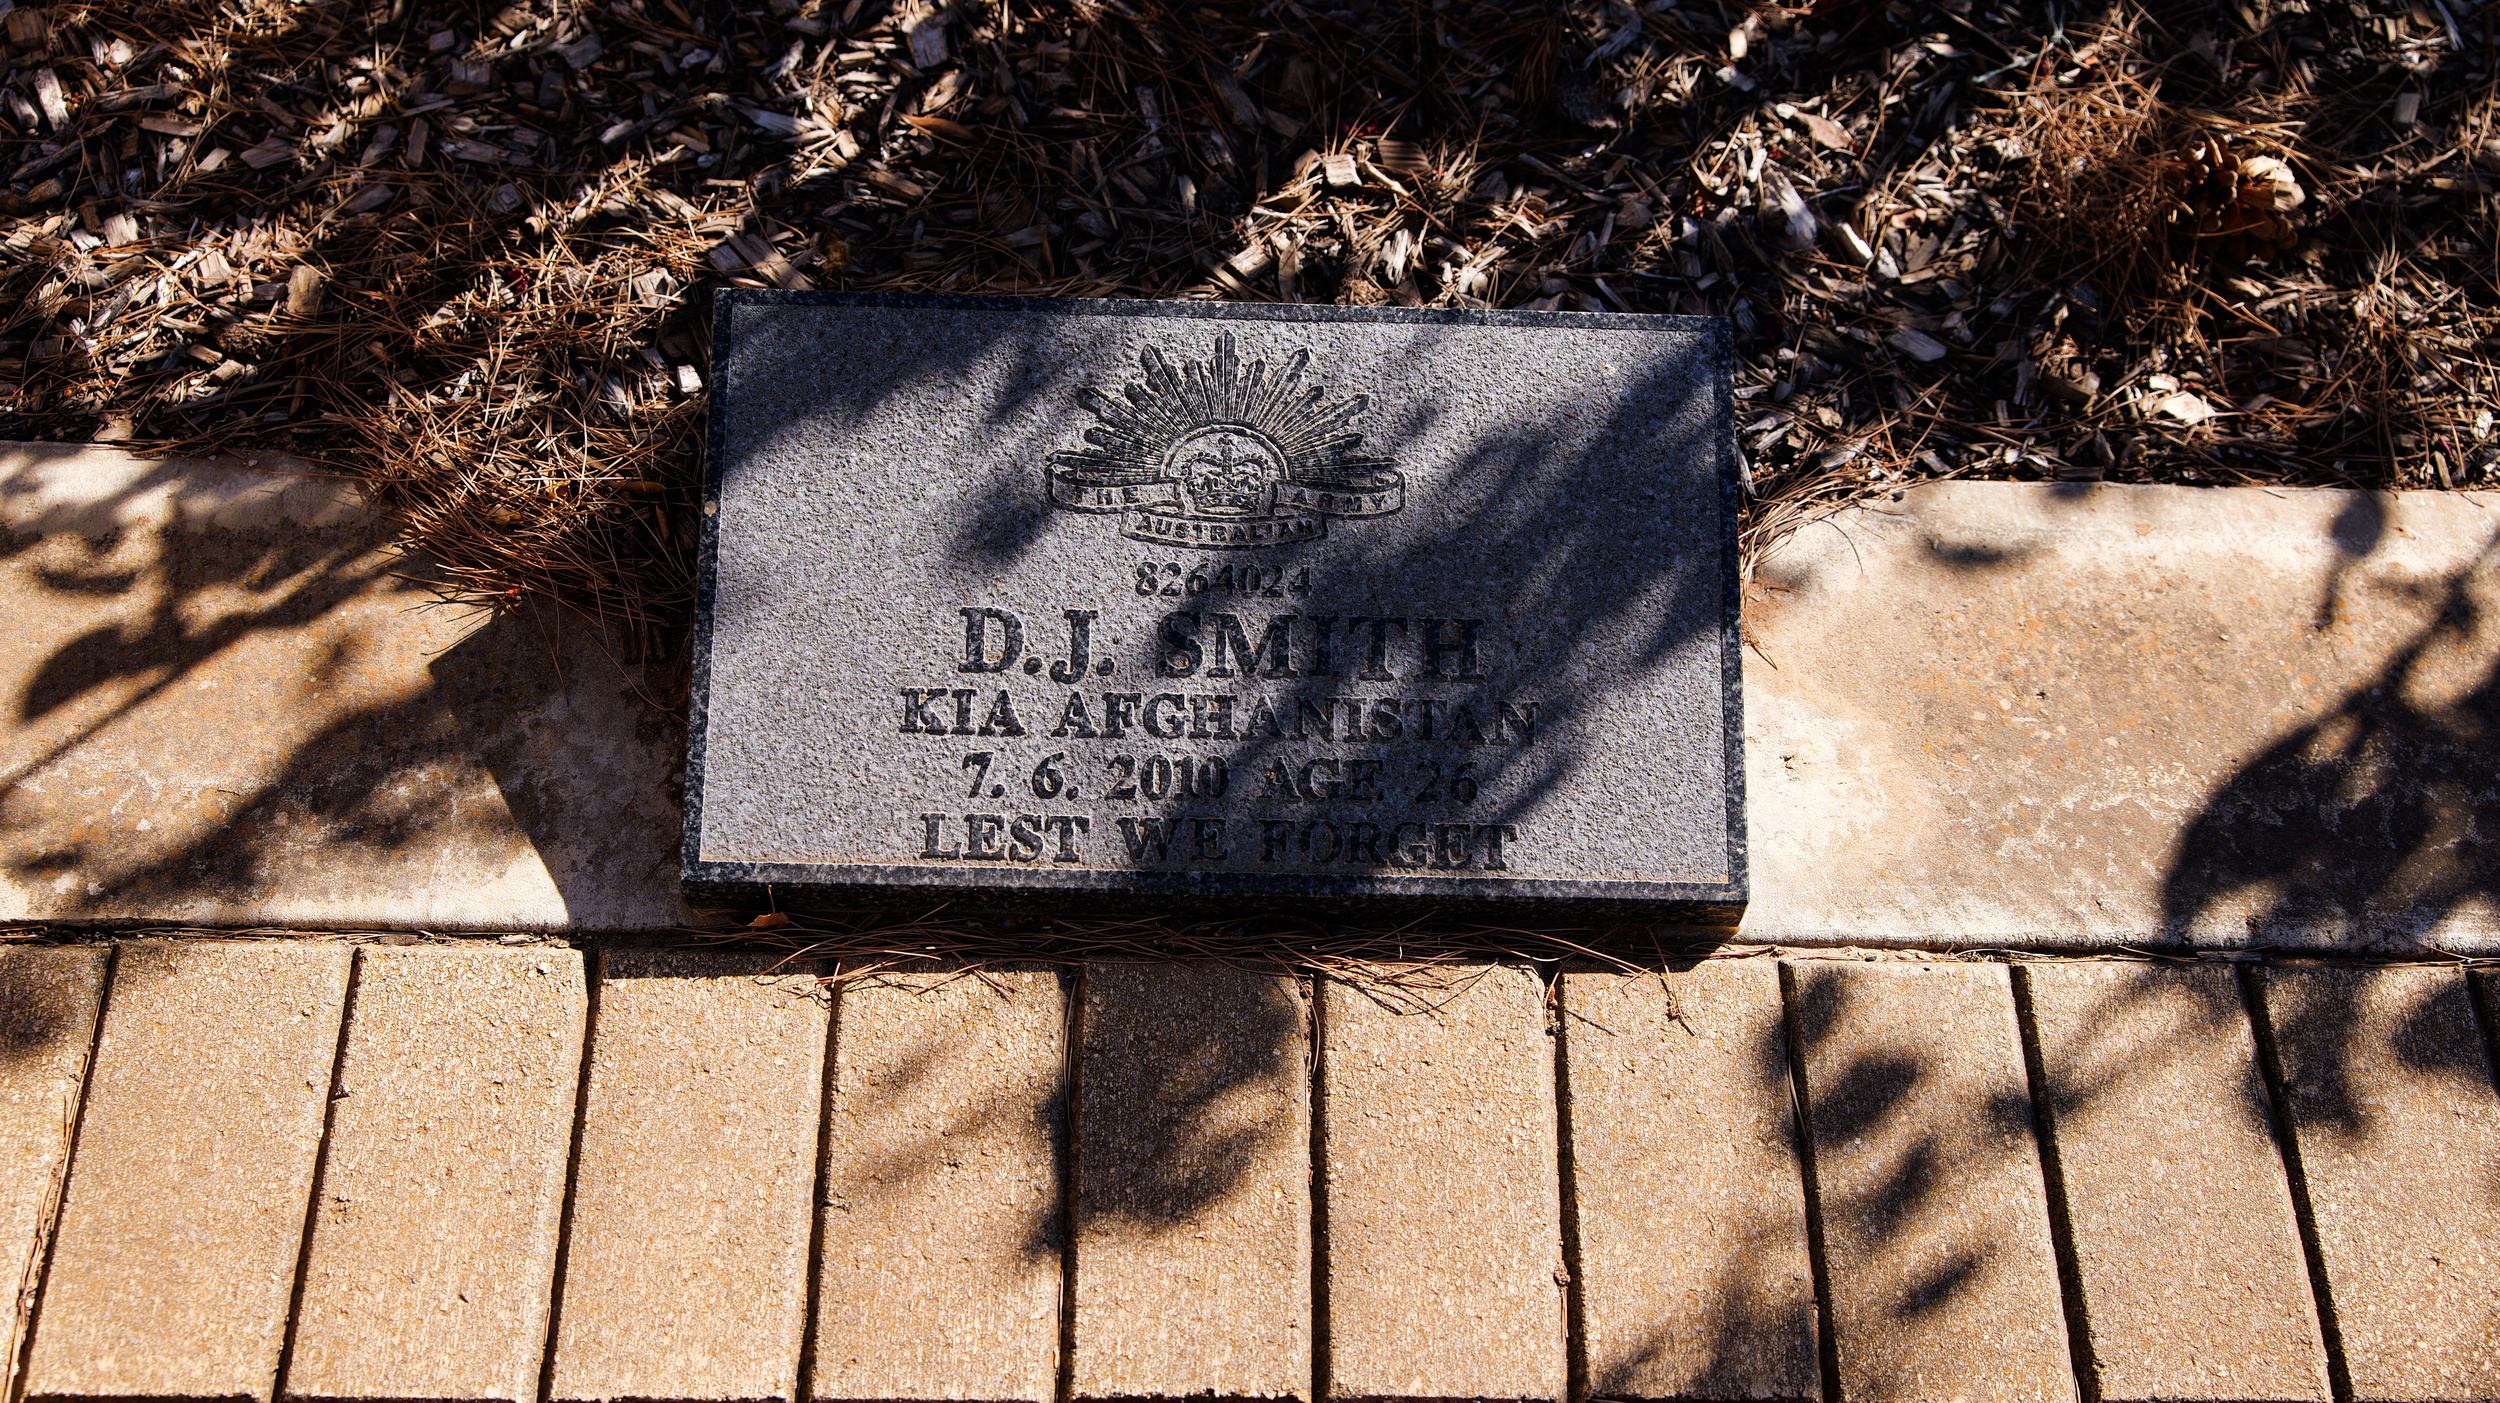 THE ARMY
AUSTRALIAN
8264024
D.J. SMITH
KIA AFGHANISTAN
7. 6. 2010 AGE 26
LEST WE FORGET